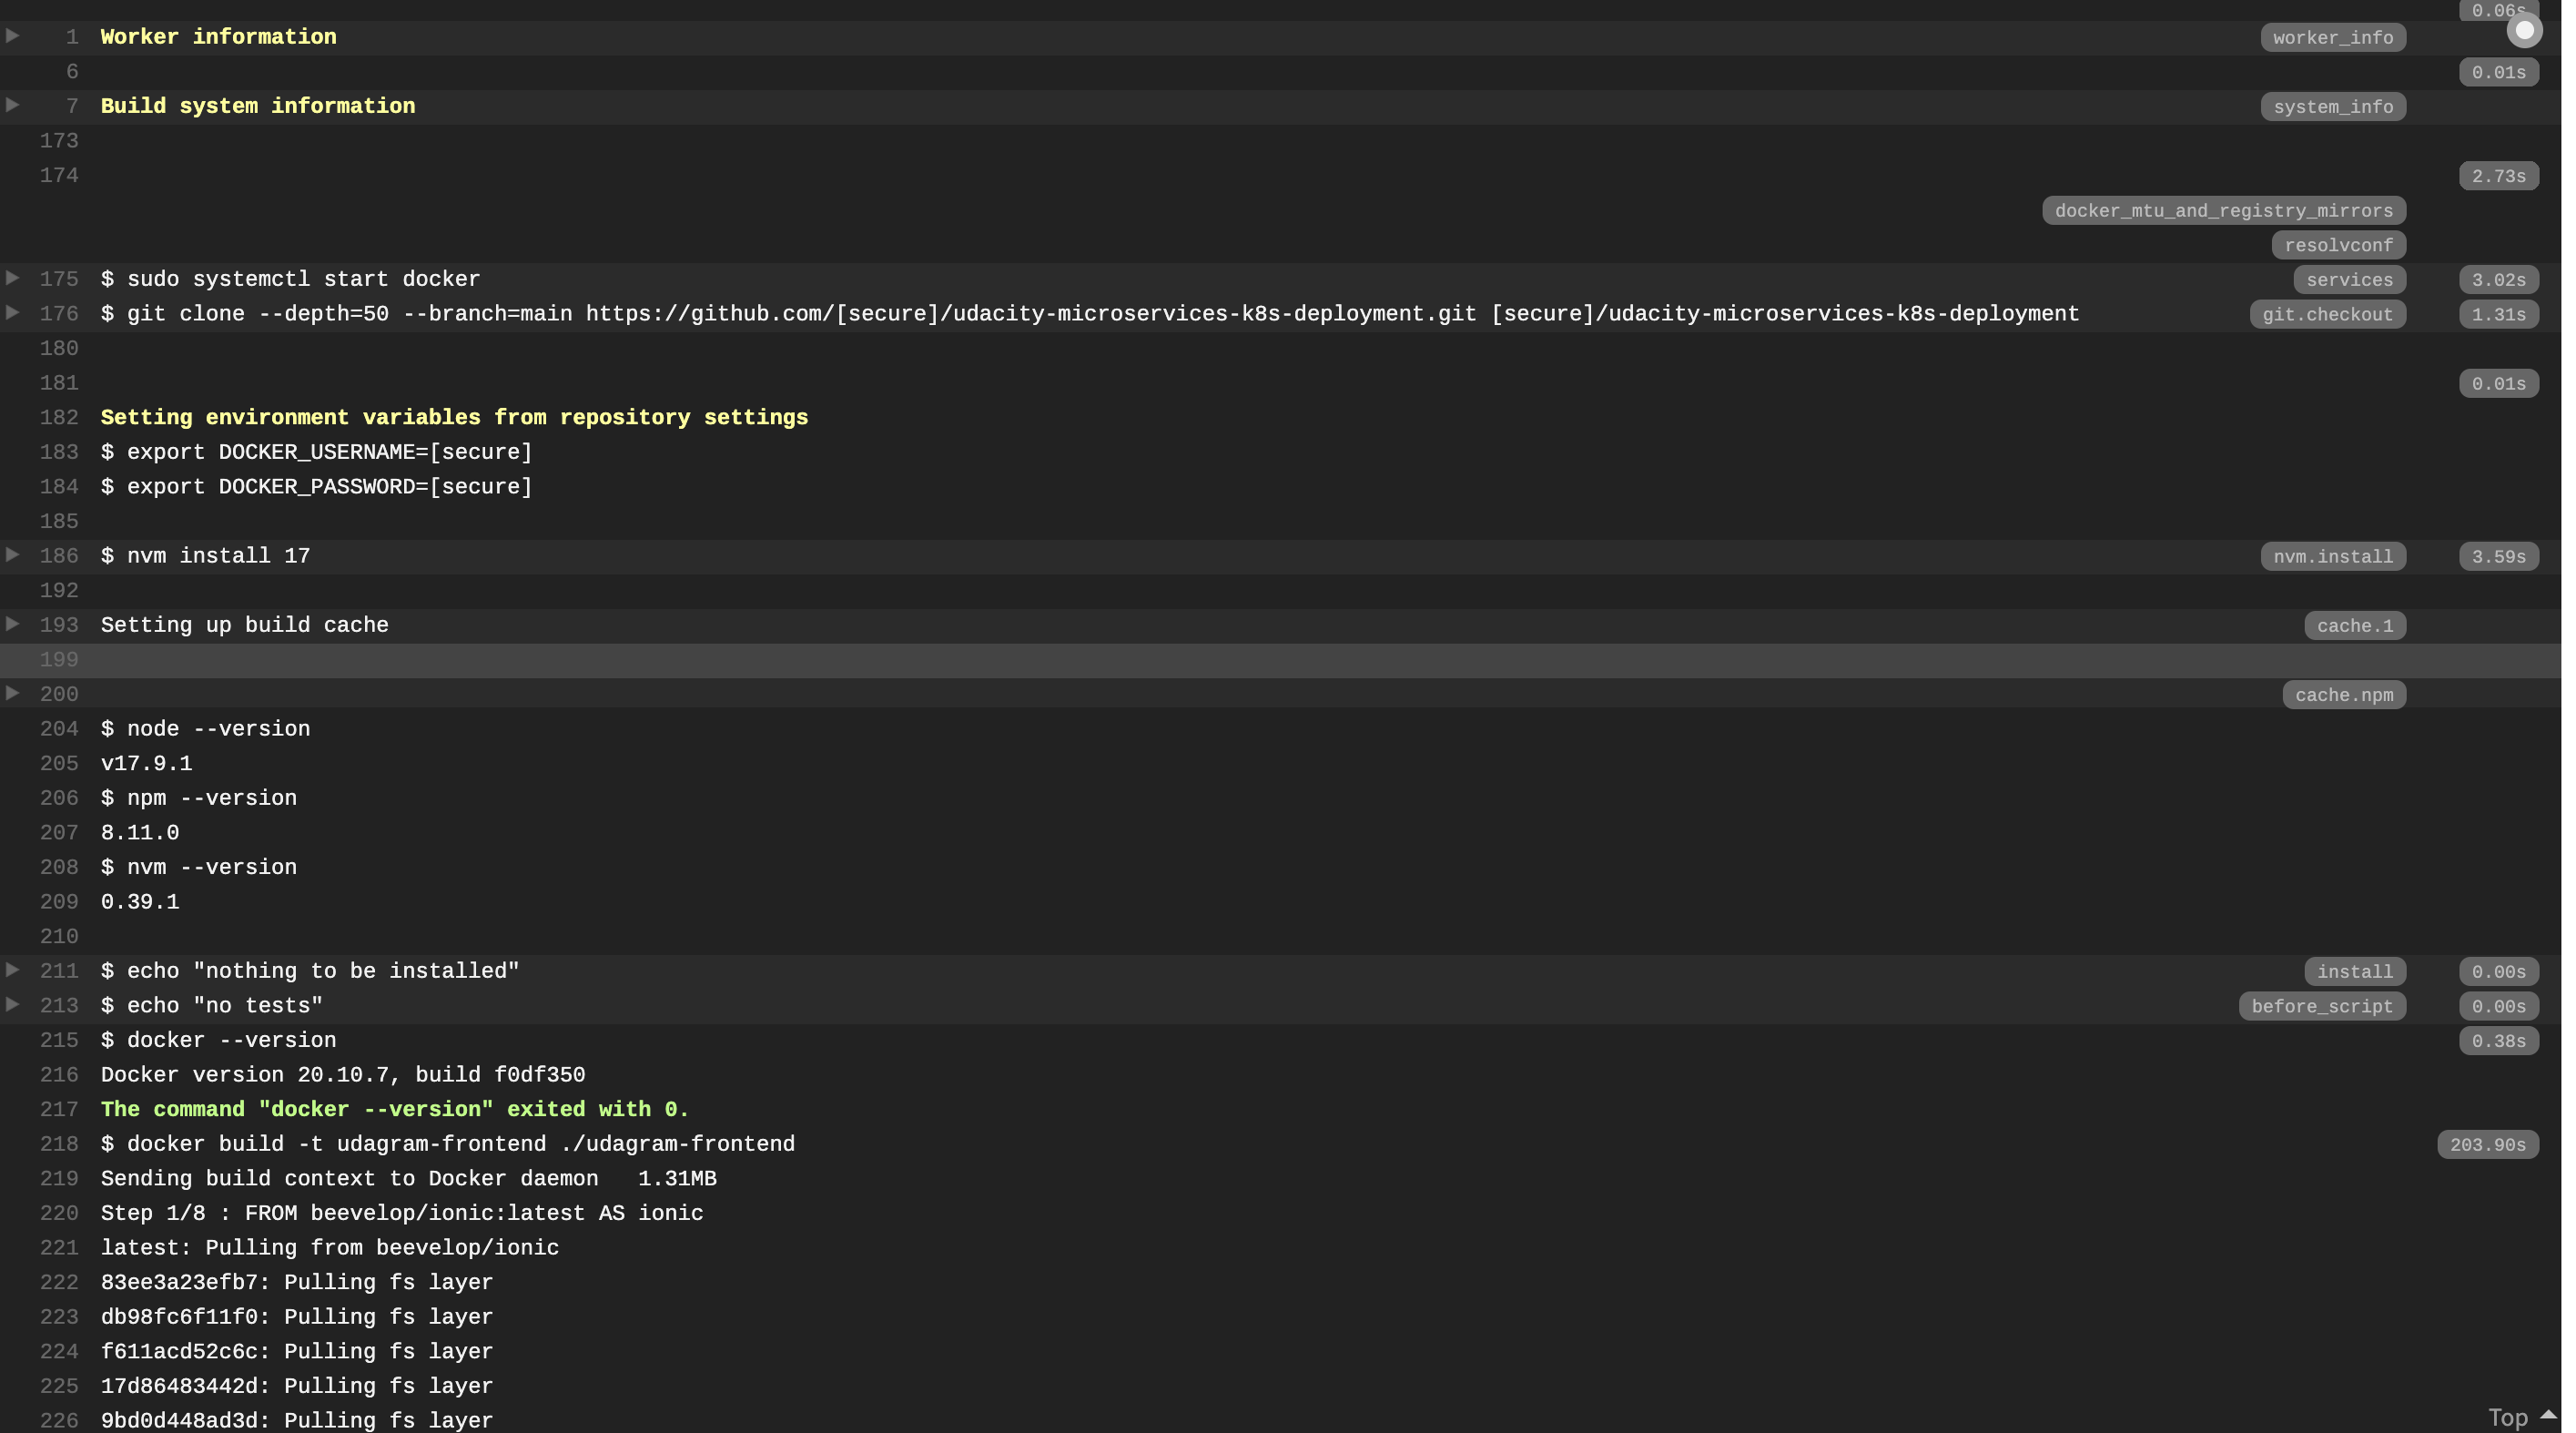 0.06s
1 Worker information worker_info
6 0.01s
7 Build system information system_info
173
174 2.73s
docker_mtu_and_registry_mirrors
resolvconf
175 $ sudo systemctl start docker services 3.02s
176 $ git clone --depth=50 --branch=main https://github.com/[secure]/udacity-microservices-k8s-deployment.git [secure]/udacity-microservices-k8s-deployment git.checkout 1.31s
180
181 0.01s
182 Setting environment variables from repository settings
183 $ export DOCKER_USERNAME=[secure]
184 $ export DOCKER_PASSWORD=[secure]
185
186 $ nvm install 17 nvm.install 3.59s
192
193 Setting up build cache cache.1
199
200 cache.npm
204 $ node --version
205 v17.9.1
206 $ npm --version
207 8.11.0
208 $ nvm --version
209 0.39.1
210
211 $ echo "nothing to be installed" install 0.00s
213 $ echo "no tests" before_script 0.00s
215 $ docker --version 0.38s
216 Docker version 20.10.7, build f0df350
217 The command "docker --version" exited with 0.
218 $ docker build -t udagram-frontend ./udagram-frontend 203.90s
219 Sending build context to Docker daemon   1.31MB
220 Step 1/8 : FROM beevelop/ionic:latest AS ionic
221 latest: Pulling from beevelop/ionic
222 83ee3a23efb7: Pulling fs layer
223 db98fc6f11f0: Pulling fs layer
224 f611acd52c6c: Pulling fs layer
225 17d86483442d: Pulling fs layer
226 9bd0d448ad3d: Pulling fs layer
Top